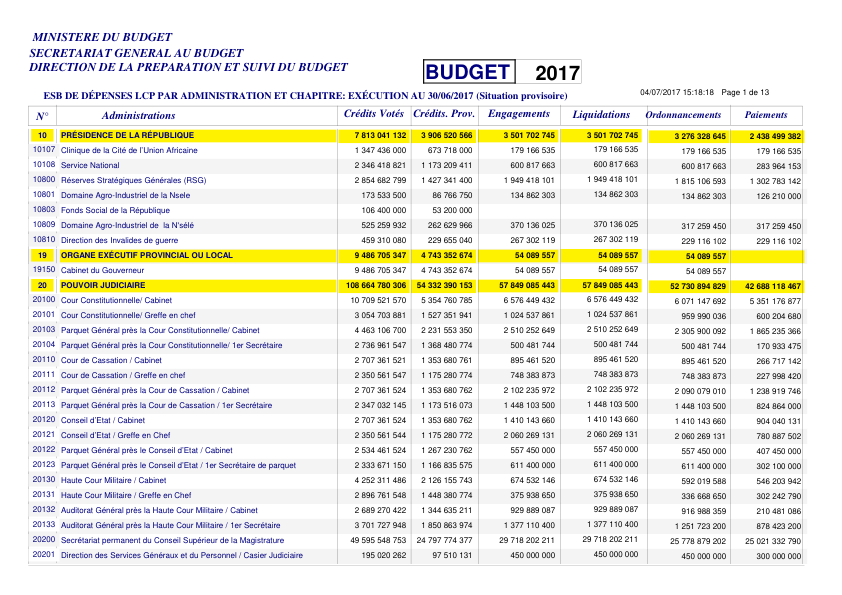 MINISTERE DU BUDGET
SECRETARIAT GENERAL AU BUDGET
DIRECTION DE LA PREPARATION ET SUIVI DU BUDGET
BUDGET 2017
ESB DE DÉPENSES LCP PAR ADMINISTRATION ET CHAPITRE: EXÉCUTION AU 30/06/2017 (Situation provisoire) 04/07/2017 15:18:18 Page 1 de 13
N° Administrations Crédits Votés Crédits. Prov. Engagements Liquidations Ordonnancements Paiements
10 PRÉSIDENCE DE LA RÉPUBLIQUE 7 813 041 132 3 906 520 566 3 501 702 745 3 501 702 745 3 276 328 645 2 438 499 382
10107 Clinique de la Cité de l'Union Africaine 1 347 436 000 673 718 000 179 166 535 179 166 535 179 166 535 179 166 535
10108 Service National 2 346 418 821 1 173 209 411 600 817 663 600 817 663 600 817 663 283 964 153
10800 Réserves Stratégiques Générales (RSG) 2 854 682 799 1 427 341 400 1 949 418 101 1 949 418 101 1 815 106 593 1 302 783 142
10801 Domaine Agro-Industriel de la Nsele 173 533 500 86 766 750 134 862 303 134 862 303 134 862 303 126 210 000
10803 Fonds Social de la République 106 400 000 53 200 000
10809 Domaine Agro-Industriel de la N'sélé 525 259 932 262 629 966 370 136 025 370 136 025 317 259 450 317 259 450
10810 Direction des Invalides de guerre 459 310 080 229 655 040 267 302 119 267 302 119 229 116 102 229 116 102
19 ORGANE EXÉCUTIF PROVINCIAL OU LOCAL 9 486 705 347 4 743 352 674 54 089 557 54 089 557 54 089 557
19150 Cabinet du Gouverneur 9 486 705 347 4 743 352 674 54 089 557 54 089 557 54 089 557
20 POUVOIR JUDICIAIRE 108 664 780 306 54 332 390 153 57 849 085 443 57 849 085 443 52 730 894 829 42 688 118 467
20100 Cour Constitutionnelle/ Cabinet 10 709 521 570 5 354 760 785 6 576 449 432 6 576 449 432 6 071 147 692 5 351 176 877
20101 Cour Constitutionnelle/ Greffe en chef 3 054 703 881 1 527 351 941 1 024 537 861 1 024 537 861 959 990 036 600 204 680
20103 Parquet Général près la Cour Constitutionnelle/ Cabinet 4 463 106 700 2 231 553 350 2 510 252 649 2 510 252 649 2 305 900 092 1 865 235 366
20104 Parquet Général près la Cour Constitutionnelle/ 1er Secrétaire 2 736 961 547 1 368 480 774 500 481 744 500 481 744 500 481 744 170 933 475
20110 Cour de Cassation / Cabinet 2 707 361 521 1 353 680 761 895 461 520 895 461 520 895 461 520 266 717 142
20111 Cour de Cassation / Greffe en chef 2 350 561 547 1 175 280 774 748 383 873 748 383 873 748 383 873 227 998 420
20112 Parquet Général près la Cour de Cassation / Cabinet 2 707 361 524 1 353 680 762 2 102 235 972 2 102 235 972 2 090 079 010 1 238 919 746
20113 Parquet Général près la Cour de Cassation / 1er Secrétaire 2 347 032 145 1 173 516 073 1 448 103 500 1 448 103 500 1 448 103 500 824 864 000
20120 Conseil d'Etat / Cabinet 2 707 361 524 1 353 680 762 1 410 143 660 1 410 143 660 1 410 143 660 904 040 131
20121 Conseil d'Etat / Greffe en Chef 2 350 561 544 1 175 280 772 2 060 269 131 2 060 269 131 2 060 269 131 780 887 502
20122 Parquet Général près le Conseil d'Etat / Cabinet 2 534 461 524 1 267 230 762 557 450 000 557 450 000 557 450 000 407 450 000
20123 Parquet Général près le Conseil d'Etat / 1er Secrétaire de parquet 2 333 671 150 1 166 835 575 611 400 000 611 400 000 611 400 000 302 100 000
20130 Haute Cour Militaire / Cabinet 4 252 311 486 2 126 155 743 674 532 146 674 532 146 592 019 588 546 203 942
20131 Haute Cour Militaire / Greffe en Chef 2 896 761 548 1 448 380 774 375 938 650 375 938 650 336 668 650 302 242 790
20132 Auditorat Général près la Haute Cour Militaire / Cabinet 2 689 270 422 1 344 635 211 929 889 087 929 889 087 916 988 359 210 481 086
20133 Auditorat Général près la Haute Cour Militaire / 1er Secrétaire 3 701 727 948 1 850 863 974 1 377 110 400 1 377 110 400 1 251 723 200 878 423 200
20200 Secrétariat permanent du Conseil Supérieur de la Magistrature 49 595 548 753 24 797 774 377 29 718 202 211 29 718 202 211 25 778 879 202 25 021 332 790
20201 Direction des Services Généraux et du Personnel / Casier Judiciaire 195 020 262 97 510 131 450 000 000 450 000 000 450 000 000 300 000 000